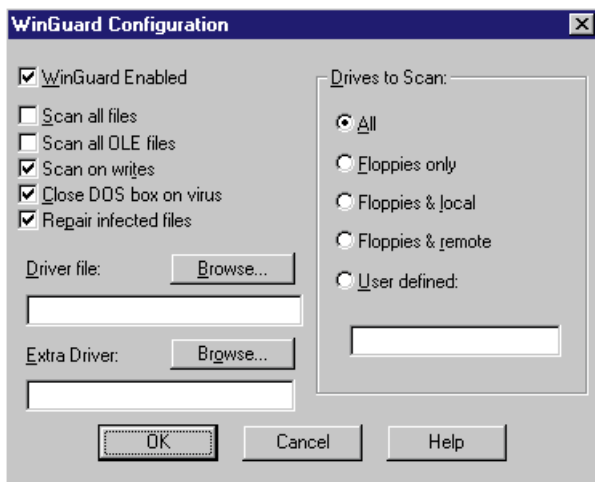 WinGuard Configuration
WinGuard Enabled
Scan all files
Scan all OLE files
Scan on writes
Close DOS box on virus
Repair infected files
Driver file:
Browse...
Extra Driver:
Browse...
Drives to Scan:
All
Floppies only
Floppies & local
Floppies & remote
User defined:
OK
Cancel
Help